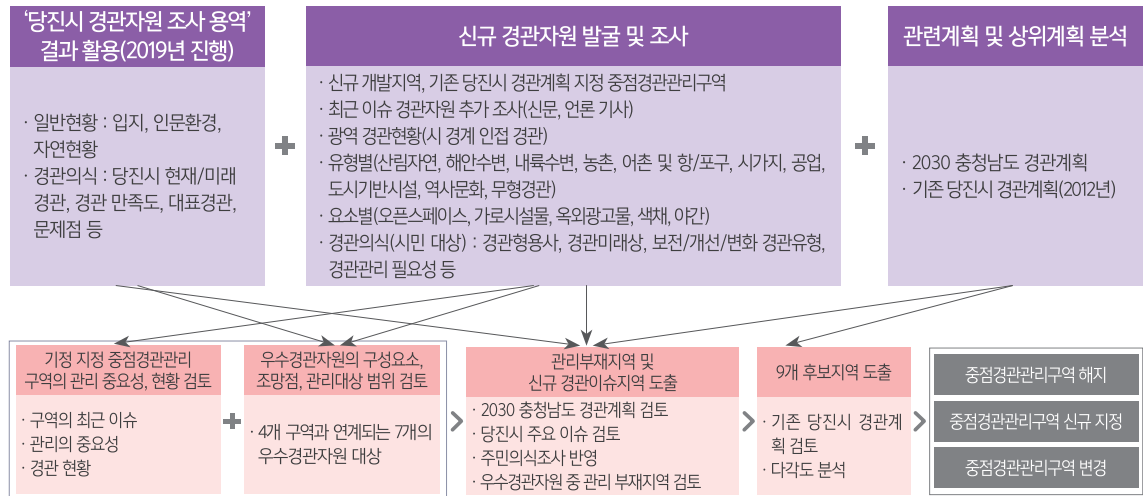 '당진시 경관자원 조사 용역'
결과 활용(2019년 진행)
· 일반현황 : 입지, 인문환경,
자연현황
· 경관의식 : 당진시 현재/미래
경관, 경관 만족도, 대표경관,
문제점 등
신규 경관자원 발굴 및 조사
· 신규 개발지역, 기존 당진시 경관계획 지정 중점경관관리구역
· 최근 이슈 경관자원 추가 조사(신문, 언론 기사)
· 광역 경관현황(시 경계 인접 경관)
· 유형별(산림자연, 해안수변, 내륙수변, 농촌, 어촌 및 항/포구, 시가지, 공업,
도시기반시설, 역사문화, 무형경관)
· 요소별(오픈스페이스, 가로시설물, 옥외광고물, 색채, 야간)
· 경관의식(시민 대상) : 경관형용사, 경관미래상, 보전/개선/변화 경관유형,
경관관리 필요성 등
관련계획 및 상위계획 분석
· 2030 충청남도 경관계획
· 기존 당진시 경관계획(2012년)
기정 지정 중점경관관리
구역의 관리 중요성, 현황 검토
· 구역의 최근 이슈
· 관리의 중요성
· 경관 현황
우수경관자원의 구성요소,
조망점, 관리대상 범위 검토
· 4개 구역과 연계되는 7개의
우수경관자원 대상
관리부재지역 및
신규 경관이슈지역 도출
· 2030 충청남도 경관계획 검토
· 당진시 주요 이슈 검토
· 주민의식조사 반영
· 우수경관자원 중 관리 부재지역 검토
9개 후보지역 도출
· 기존 당진시 경관계
획 검토
· 다각도 분석
중점경관관리구역 해지
중점경관관리구역 신규 지정
중점경관관리구역 변경